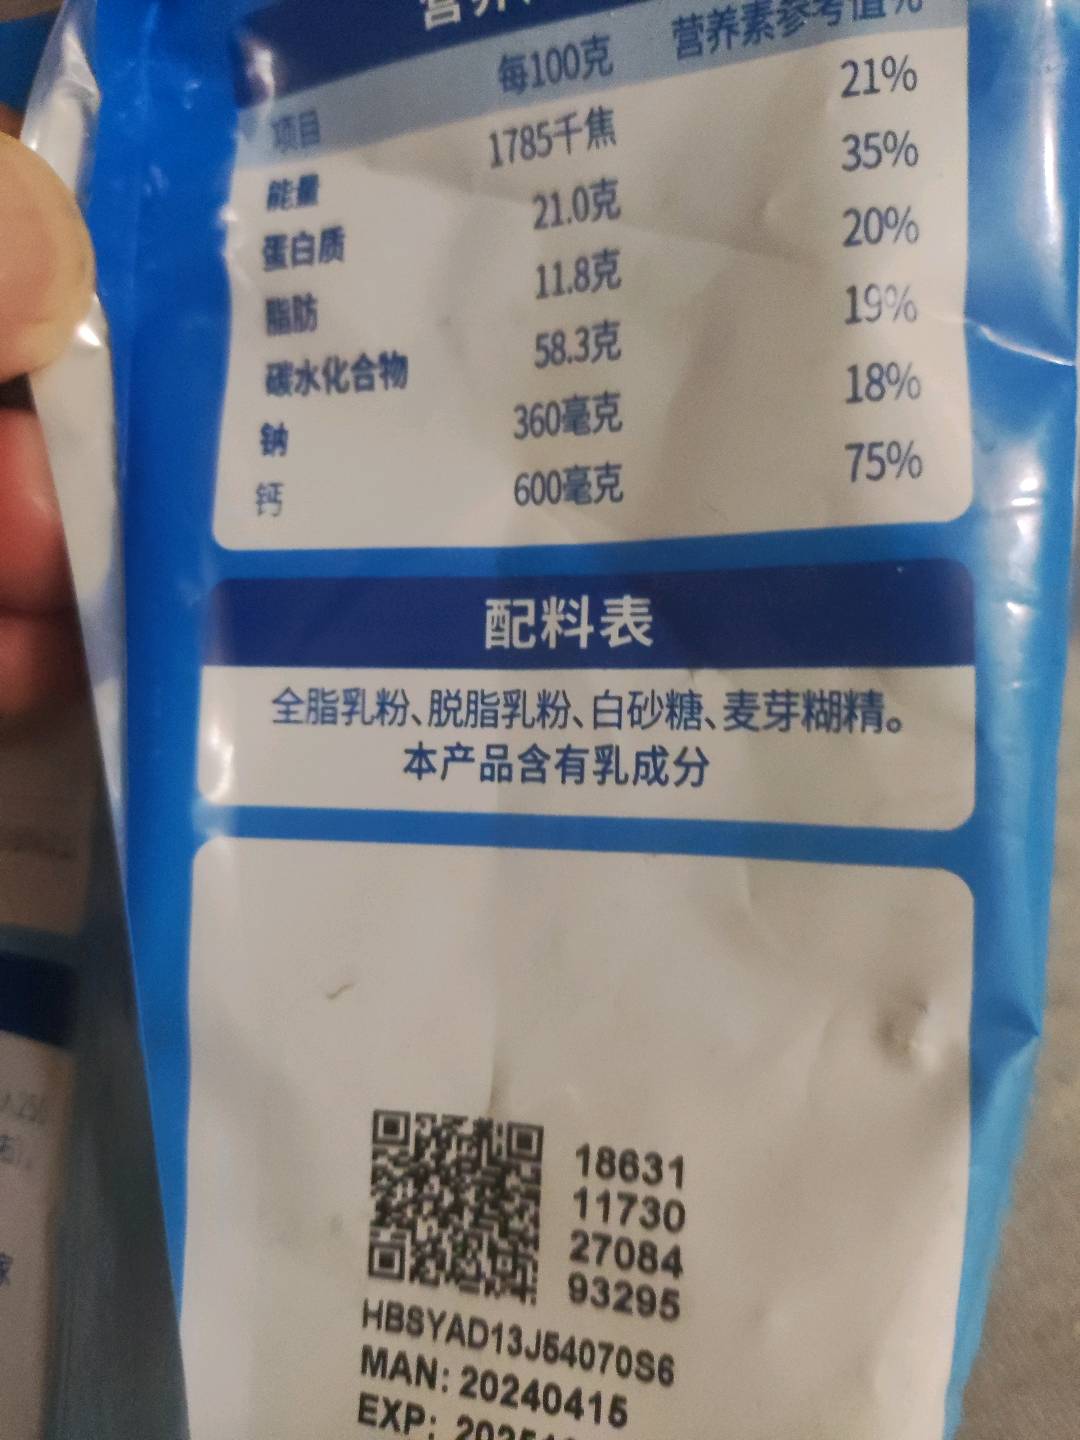 营养
项目 每100克 营养素参考值%
能量 1785千焦 21%
蛋白质 21.0克 35%
脂肪 11.8克 20%
碳水化合物 58.3克 19%
钠 360毫克 18%
钙 600毫克 75%
配料表
全脂乳粉、脱脂乳粉、白砂糖、麦芽糊精。
本产品含有乳成分
18631
11730
27084
93295
HBSYAD13J54070S6
MAN: 20240415
EXP: 2025